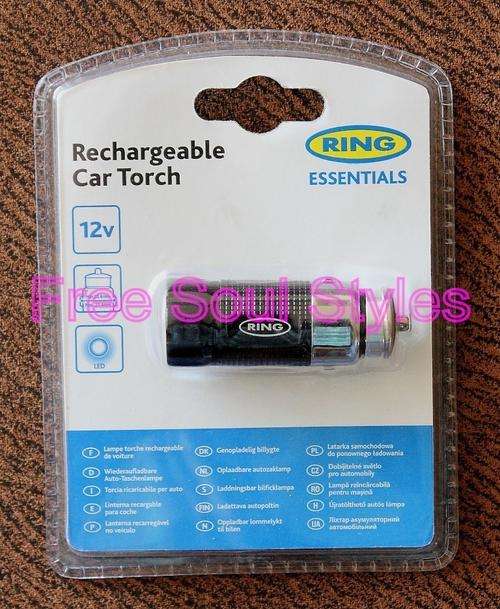 Rechargeable
Car Torch
RING
ESSENTIALS
12v
Free Soul Styles
RING
LED
F Lampe torche rechargeable
de voiture
D Wiederaufladbare
Auto-Taschenlampe
I Torcia ricaricabile per auto
E Linterna recargable
para coche
P Lanterna recarregável
no veículo
DK Genopladelig billygte
NL Oplaadbare autozaklamp
S Laddningsbar bilficklampa
FIN Ladattava autopolttin
N Oppladbar lommelykt
til bilen
PL Latarka samochodowa
do ponownego ładowania
CZ Dobíjitelné světlo
pro automobily
RO Lampă reîncărcabilă
pentru mașină
H Újratölthető autós lámpa
UA Ліхтар акумуляторний
автомобільний